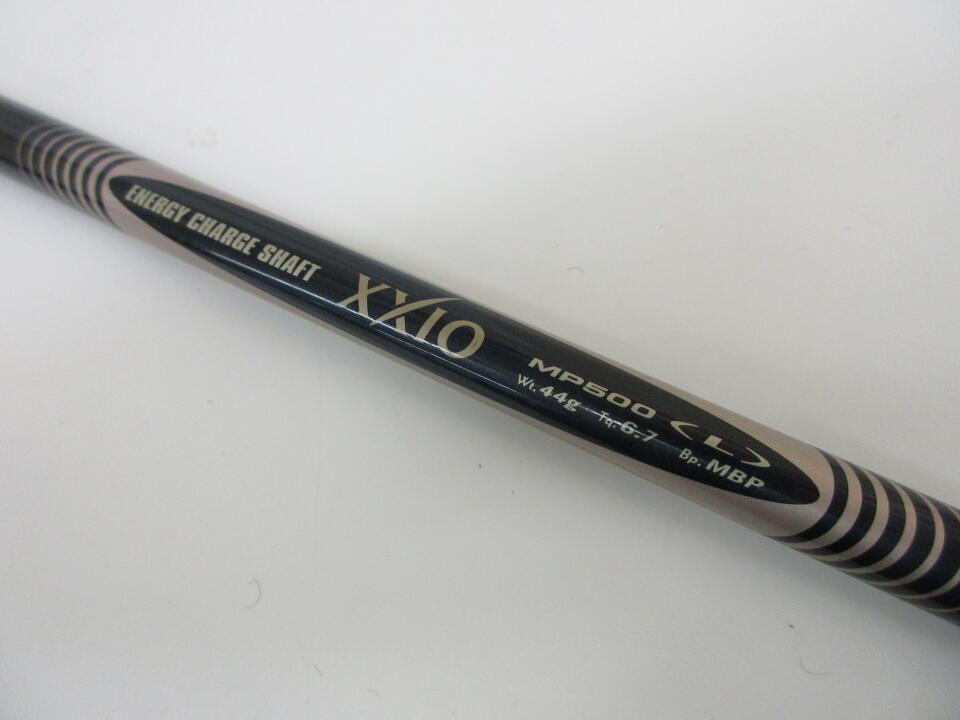 ENERGY CHARGE SHAFT
XXIO
MP500 (L)
Wt. 44g Tq. 6.7 Bp. MBP